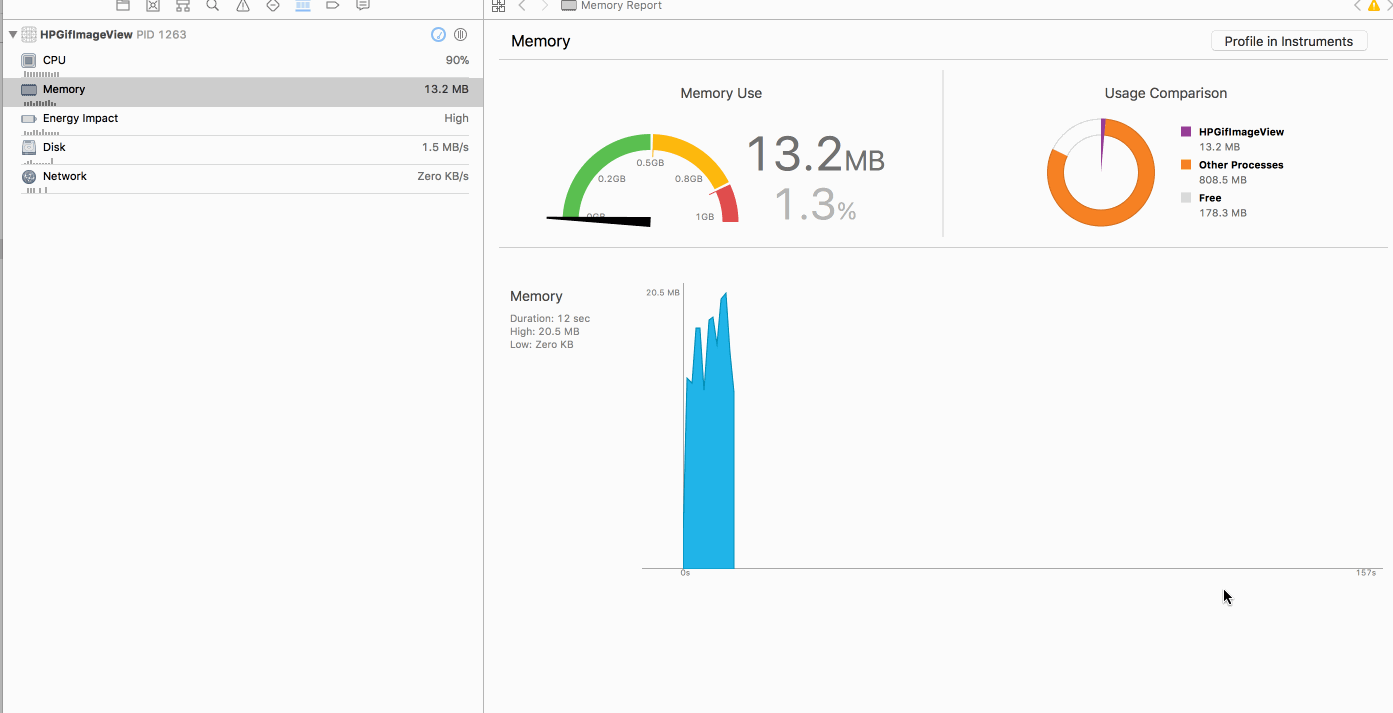 HPGifImageView PID 1263
CPU 90%
Memory 13.2 MB
Energy Impact High
Disk 1.5 MB/s
Network Zero KB/s
Memory Report
Memory
Profile in Instruments
Memory Use
0GB
0.2GB
0.5GB
0.8GB
1GB
13.2MB
1.3%
Usage Comparison
HPGifImageView
13.2 MB
Other Processes
808.5 MB
Free
178.3 MB
Memory
Duration: 12 sec
High: 20.5 MB
Low: Zero KB
20.5 MB
0s
157s